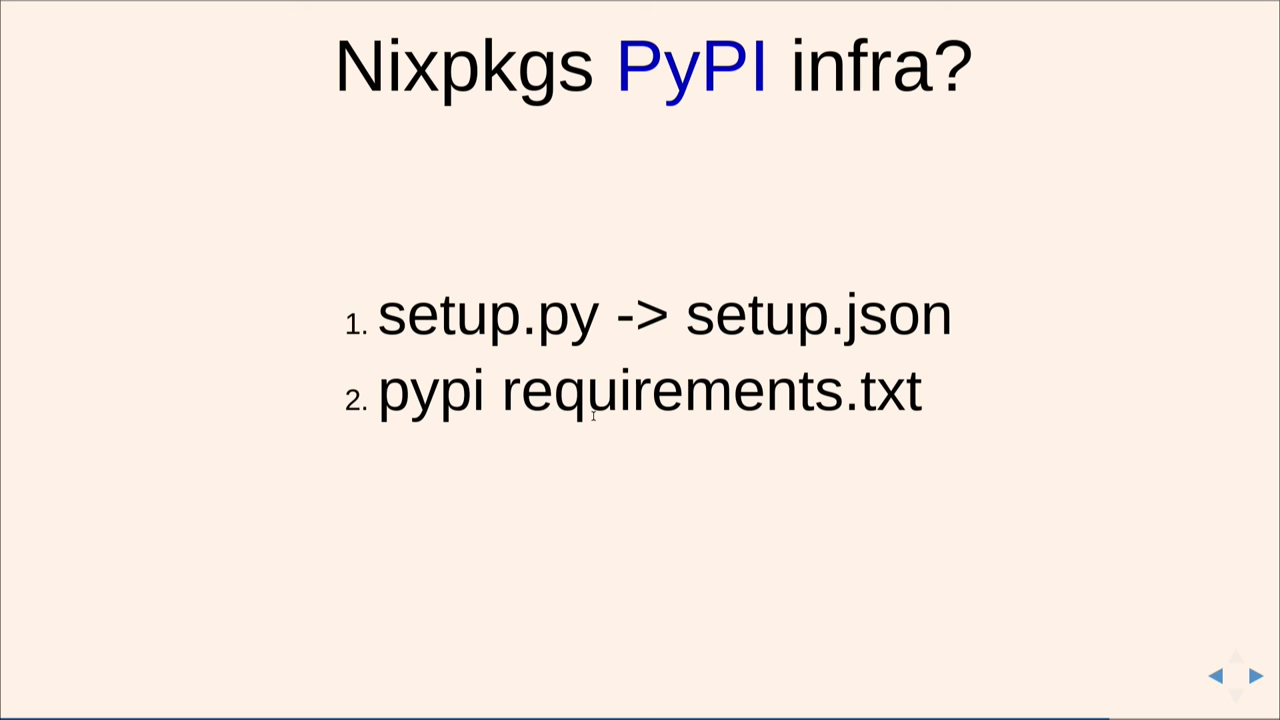 Nixpkgs PyPI infra?
1. setup.py -> setup.json
2. pypi requirements.txt